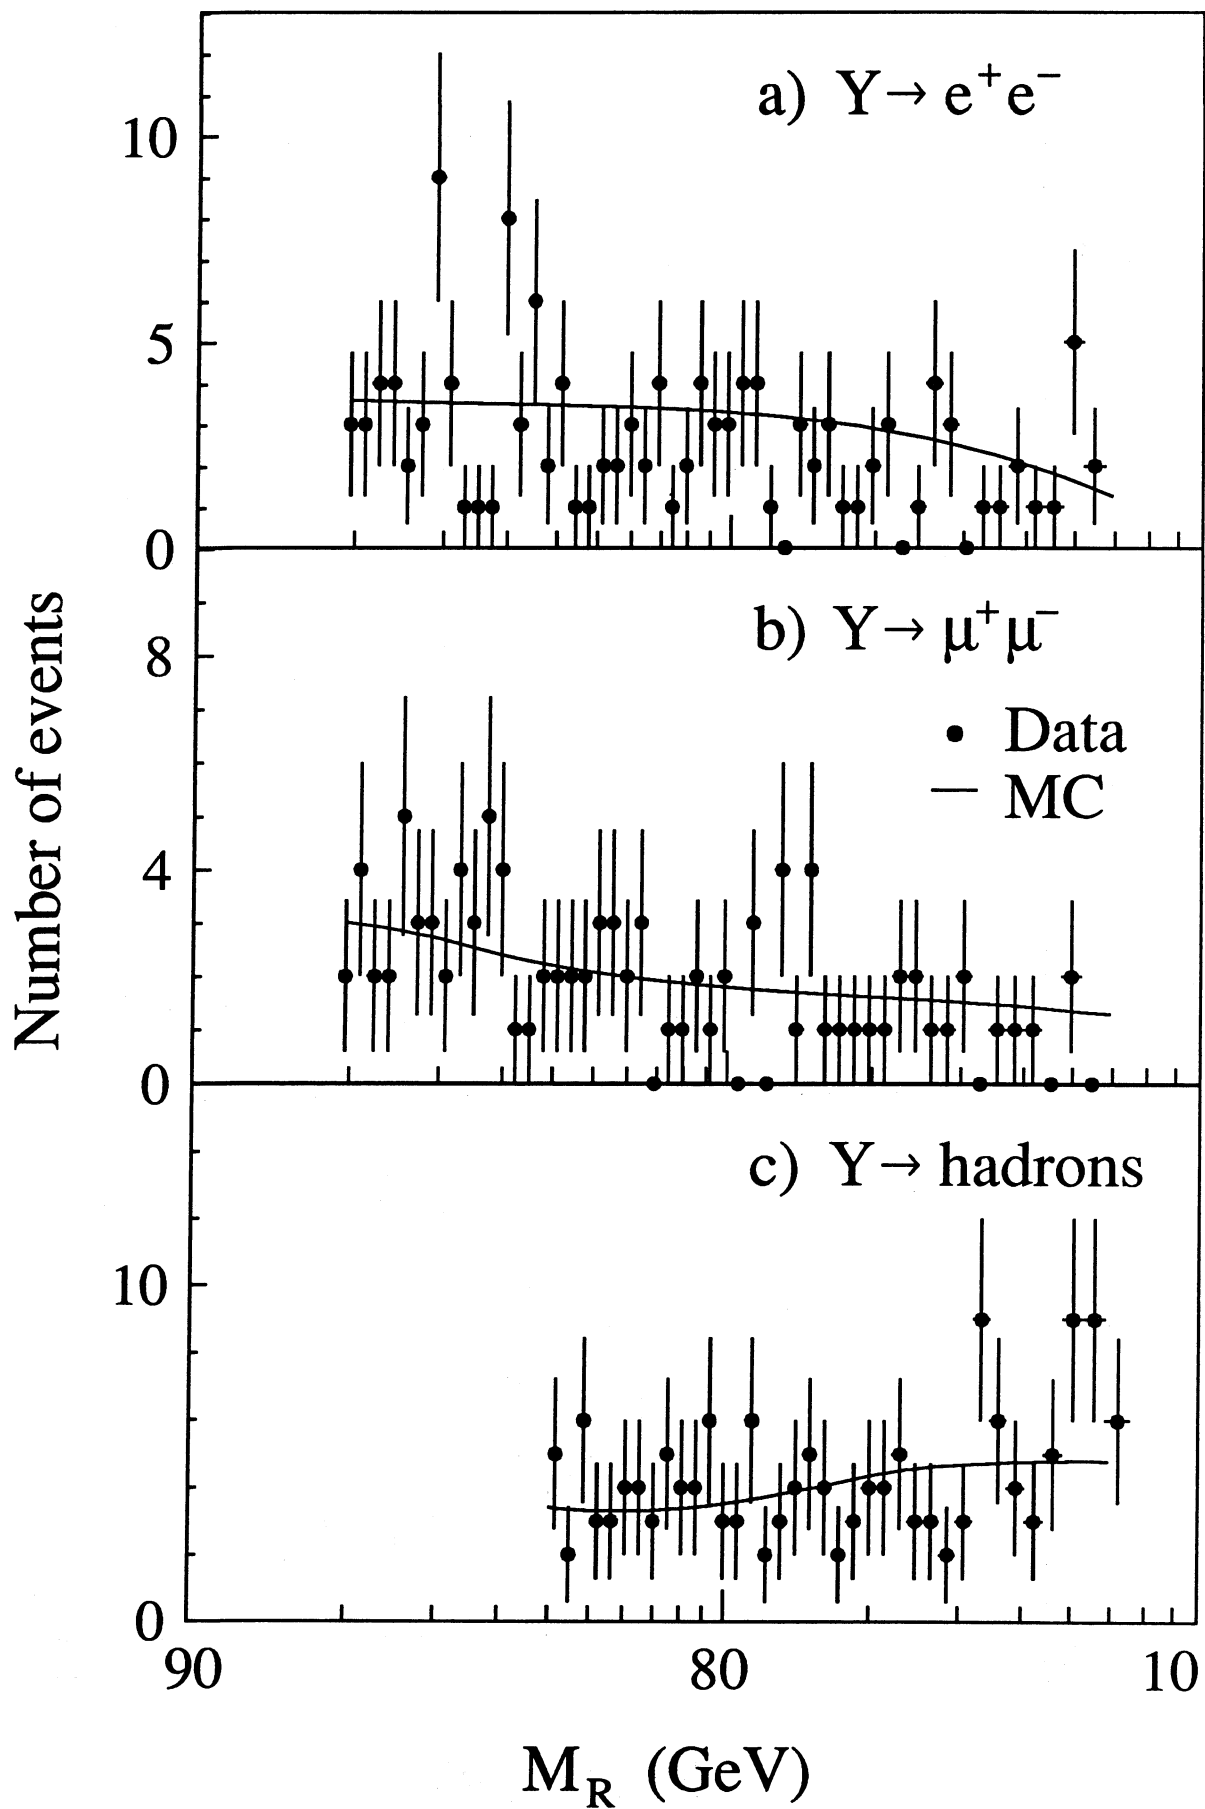 a) Y → e⁺e⁻
10
5
0
b) Y → μ⁺μ⁻
8
Data
MC
4
0
c) Y → hadrons
10
0
90 80 10
M_R (GeV)
Number of events